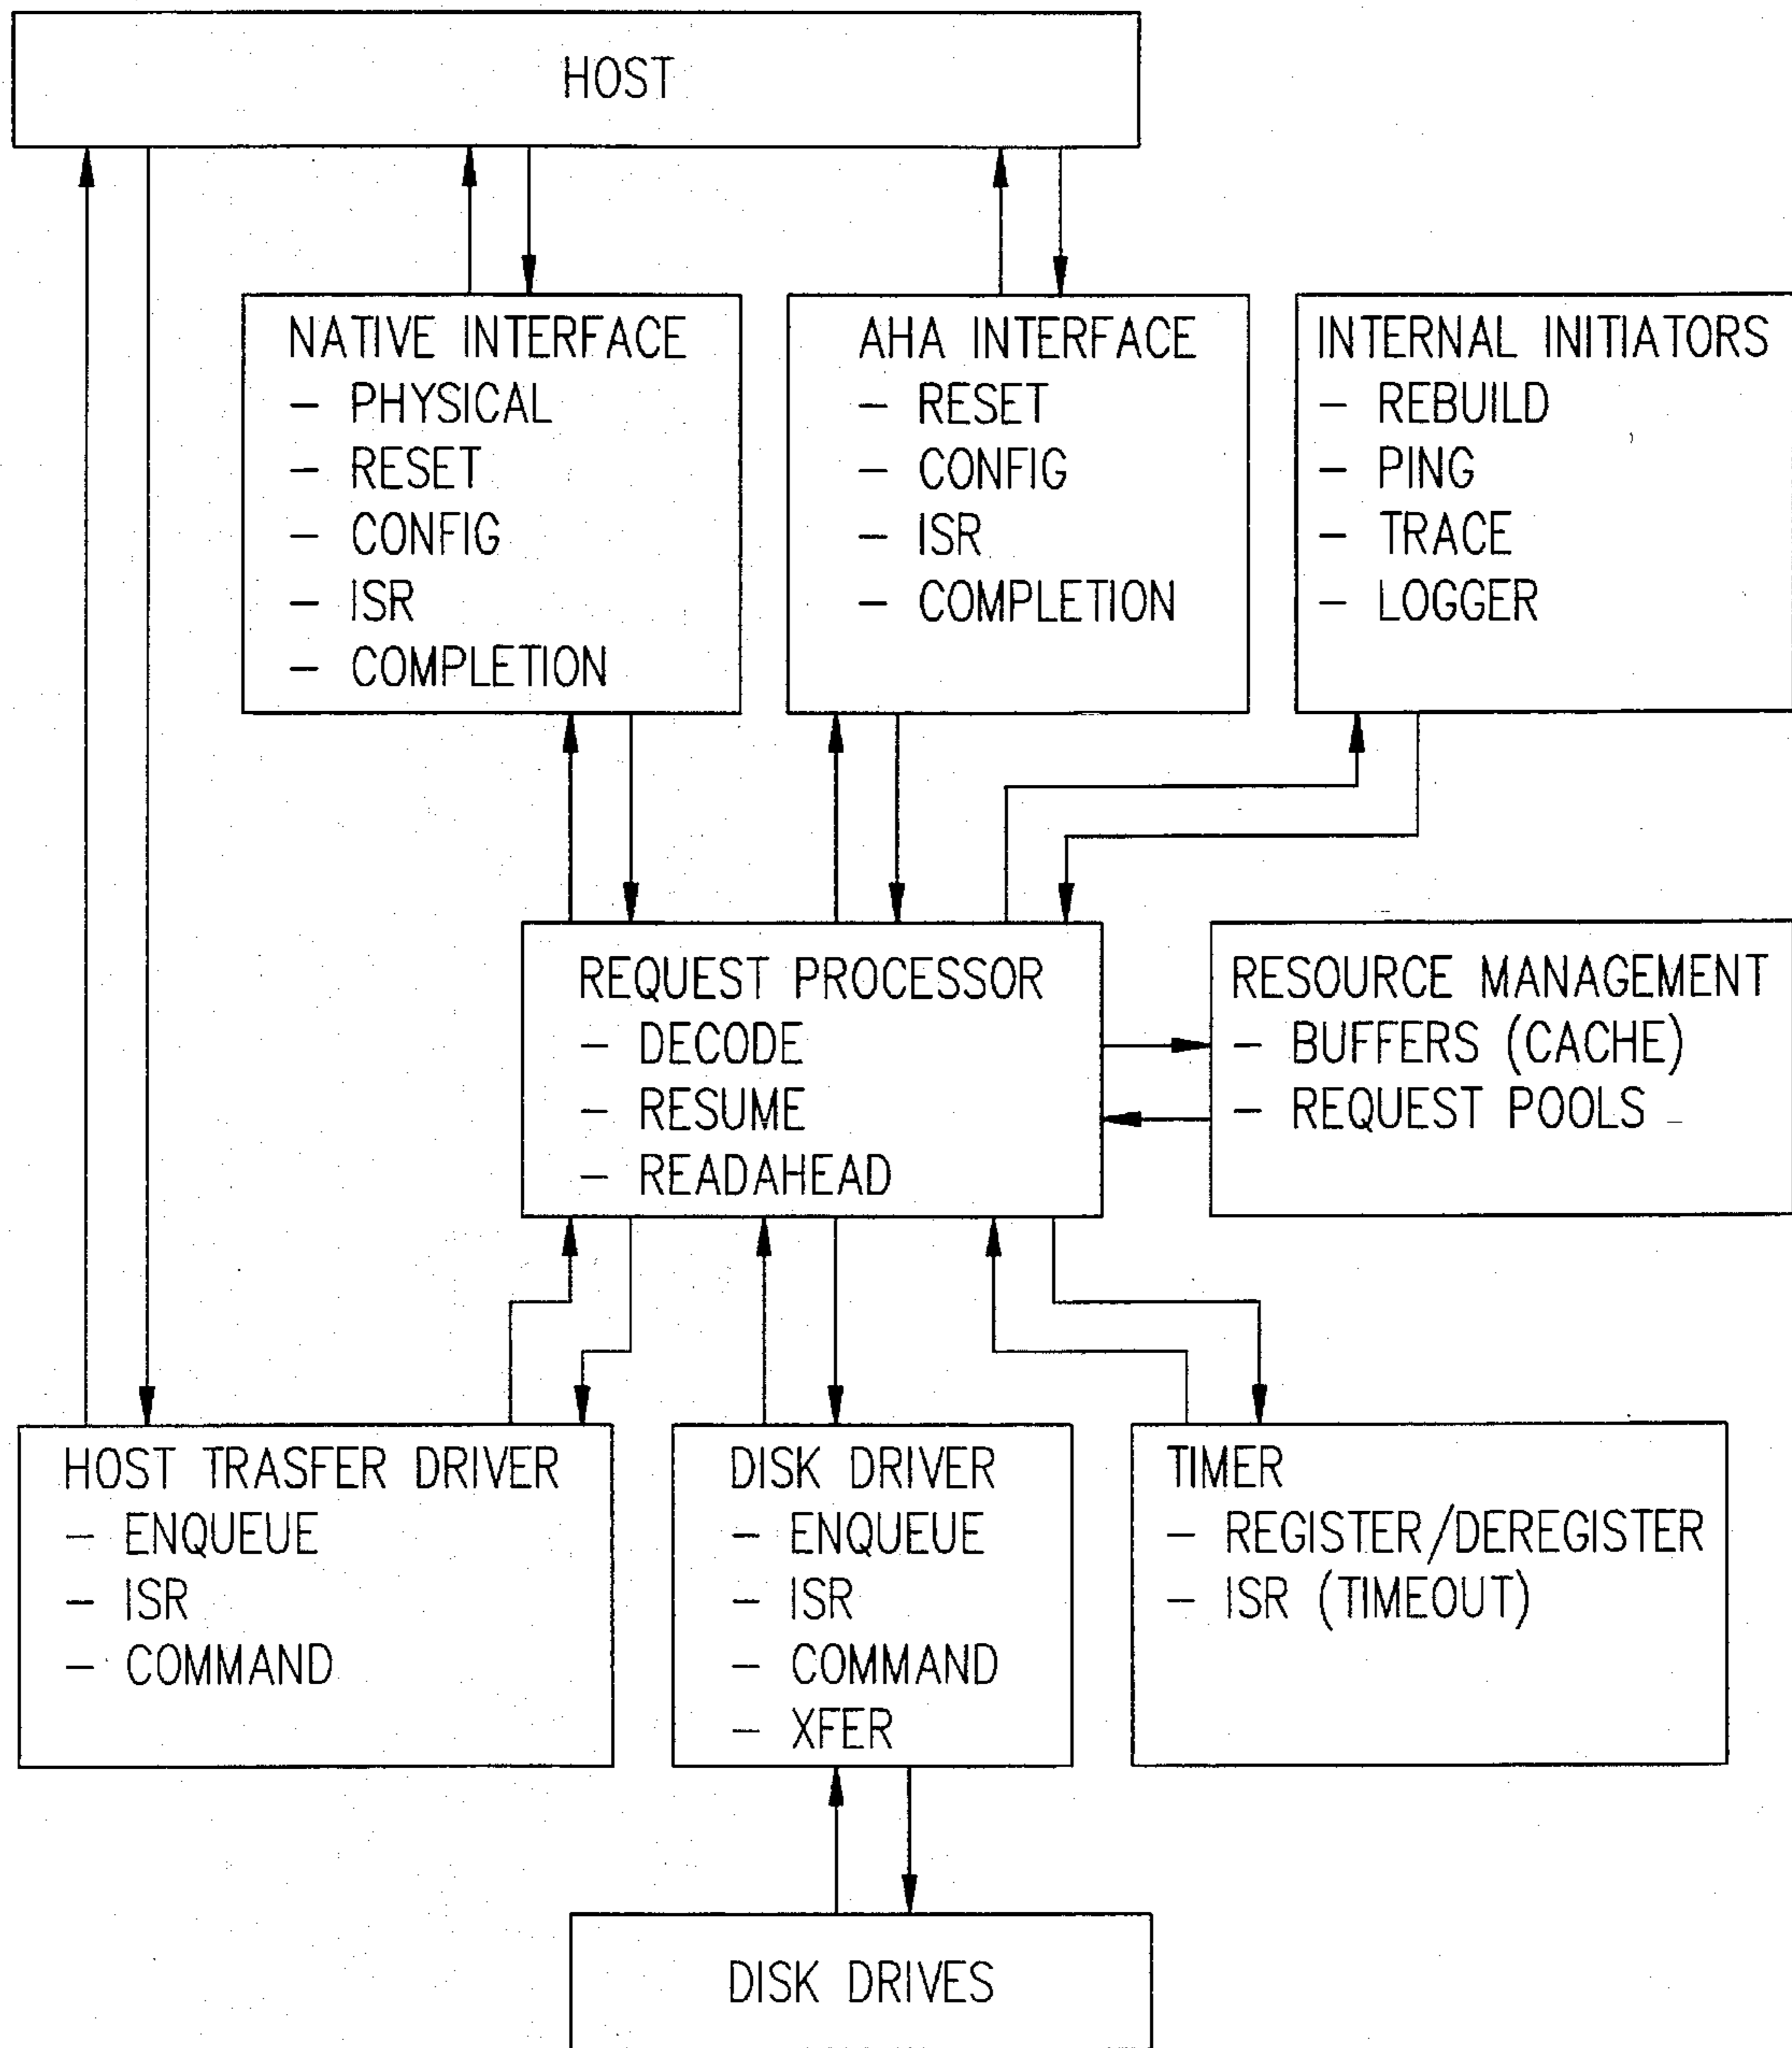 HOST
NATIVE INTERFACE
- PHYSICAL
- RESET
- CONFIG
- ISR
- COMPLETION
AHA INTERFACE
- RESET
- CONFIG
- ISR
- COMPLETION
INTERNAL INITIATORS
- REBUILD
- PING
- TRACE
- LOGGER
REQUEST PROCESSOR
- DECODE
- RESUME
- READAHEAD
RESOURCE MANAGEMENT
- BUFFERS (CACHE)
- REQUEST POOLS
HOST TRASFER DRIVER
- ENQUEUE
- ISR
- COMMAND
DISK DRIVER
- ENQUEUE
- ISR
- COMMAND
- XFER
TIMER
- REGISTER/DEREGISTER
- ISR (TIMEOUT)
DISK DRIVES